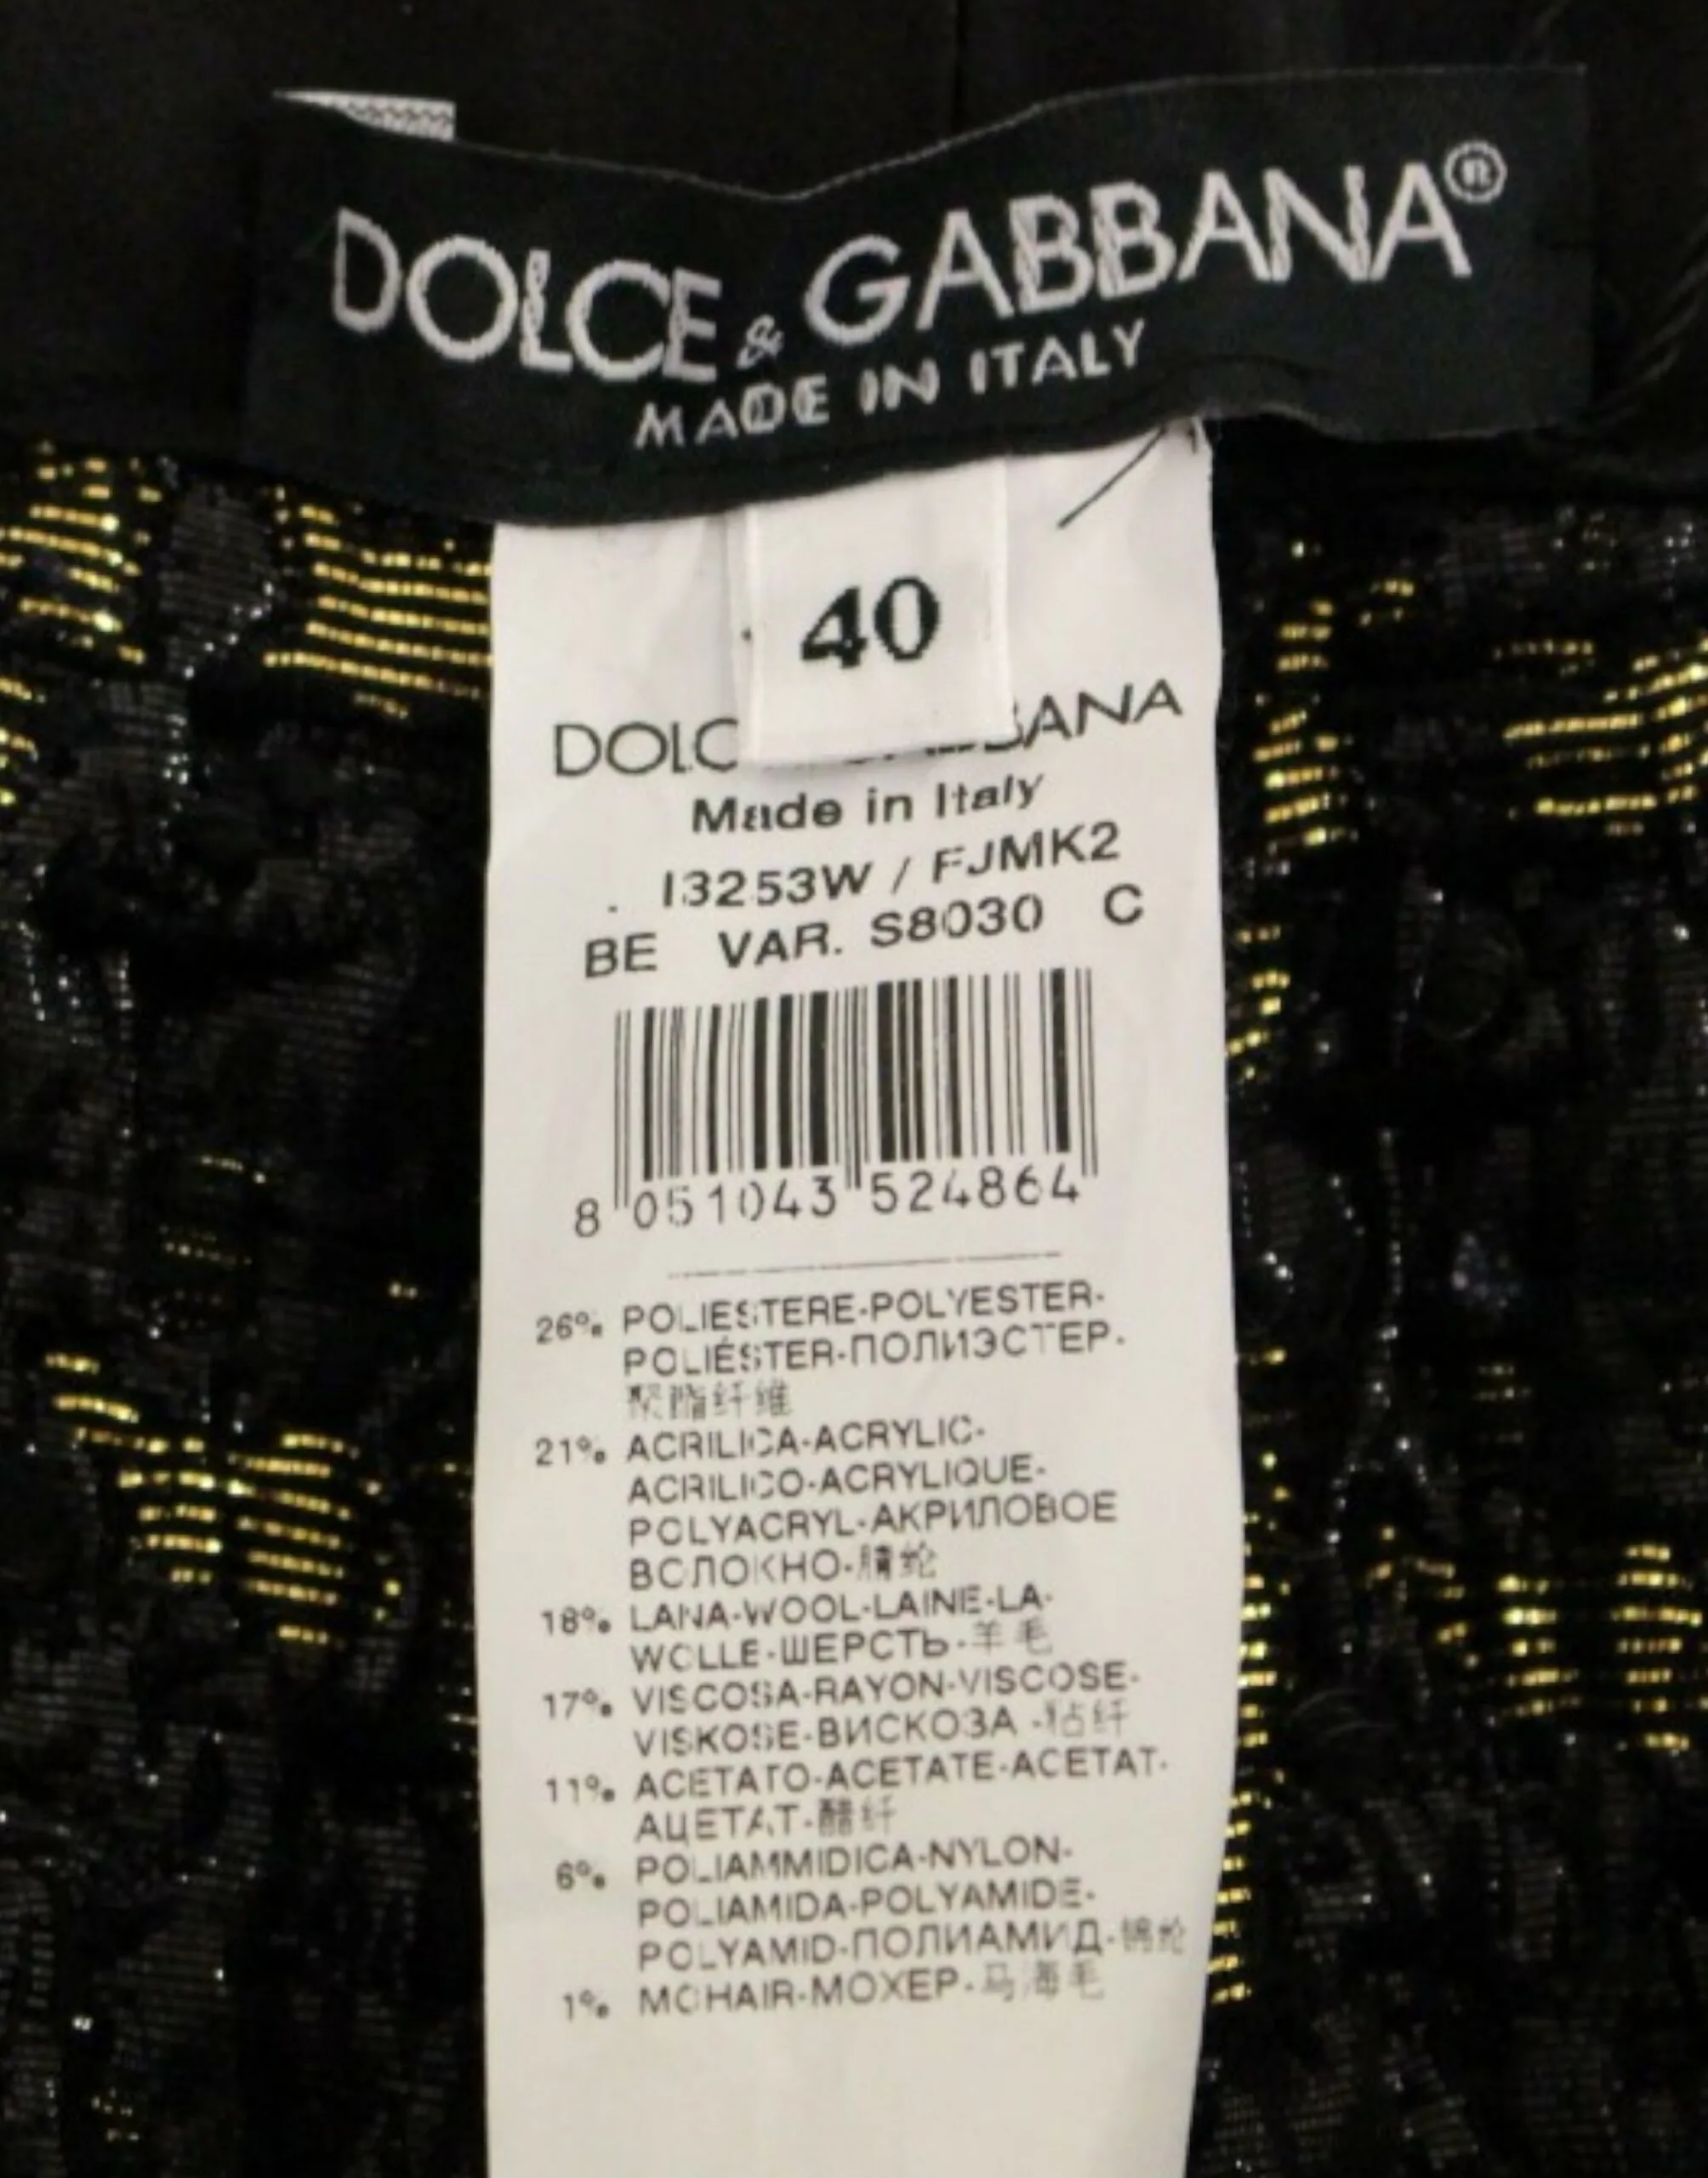 DOLCE & GABBANA®
MADE IN ITALY
40
Made in Italy
I3253W / FJMK2
BE VAR. S8030 C
8 051043 524864
26% POLIESTERE-POLYESTER-
POLIÉSTER-ПОЛИЭСТЕР-
聚酯纤维
21% ACRILICA-ACRYLIC-
ACRILICO-ACRYLIQUE-
POLYACRYL-АКРИЛОВОЕ
ВОЛОКНО-腈纶
18% LANA-WOOL-LAINE-LA-
WOLLE-ШЕРСТЬ-羊毛
17% VISCOSA-RAYON-VISCOSE-
VISKOSE-ВИСКОЗА -粘纤
11% ACETATO-ACETATE-ACETAT-
АЦЕТАТ-醋纤
6% POLIAMMIDICA-NYLON-
POLIAMIDA-POLYAMIDE-
POLYAMID-ПОЛИАМИД-锦纶
1% MOHAIR-МОХЕР-马海毛